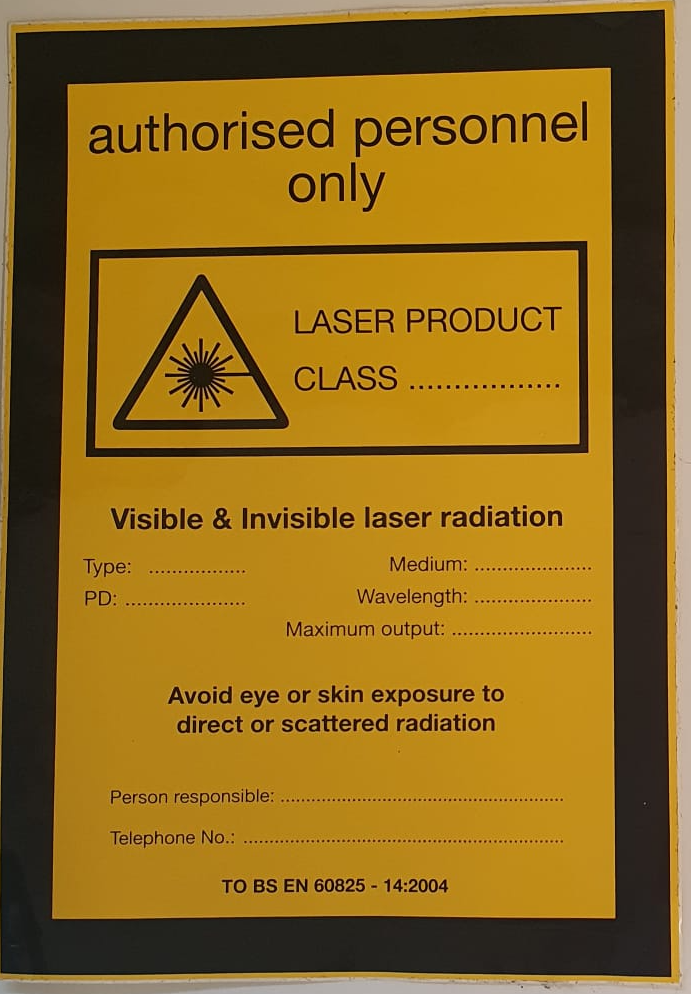 authorised personnel
only
LASER PRODUCT
CLASS .................
Visible & Invisible laser radiation
Type: .................
Medium: .....................
PD: .....................
Wavelength: .....................
Maximum output: .........................
Avoid eye or skin exposure to
direct or scattered radiation
Person responsible: ........................................................
Telephone No.: ...............................................................
TO BS EN 60825 - 14:2004